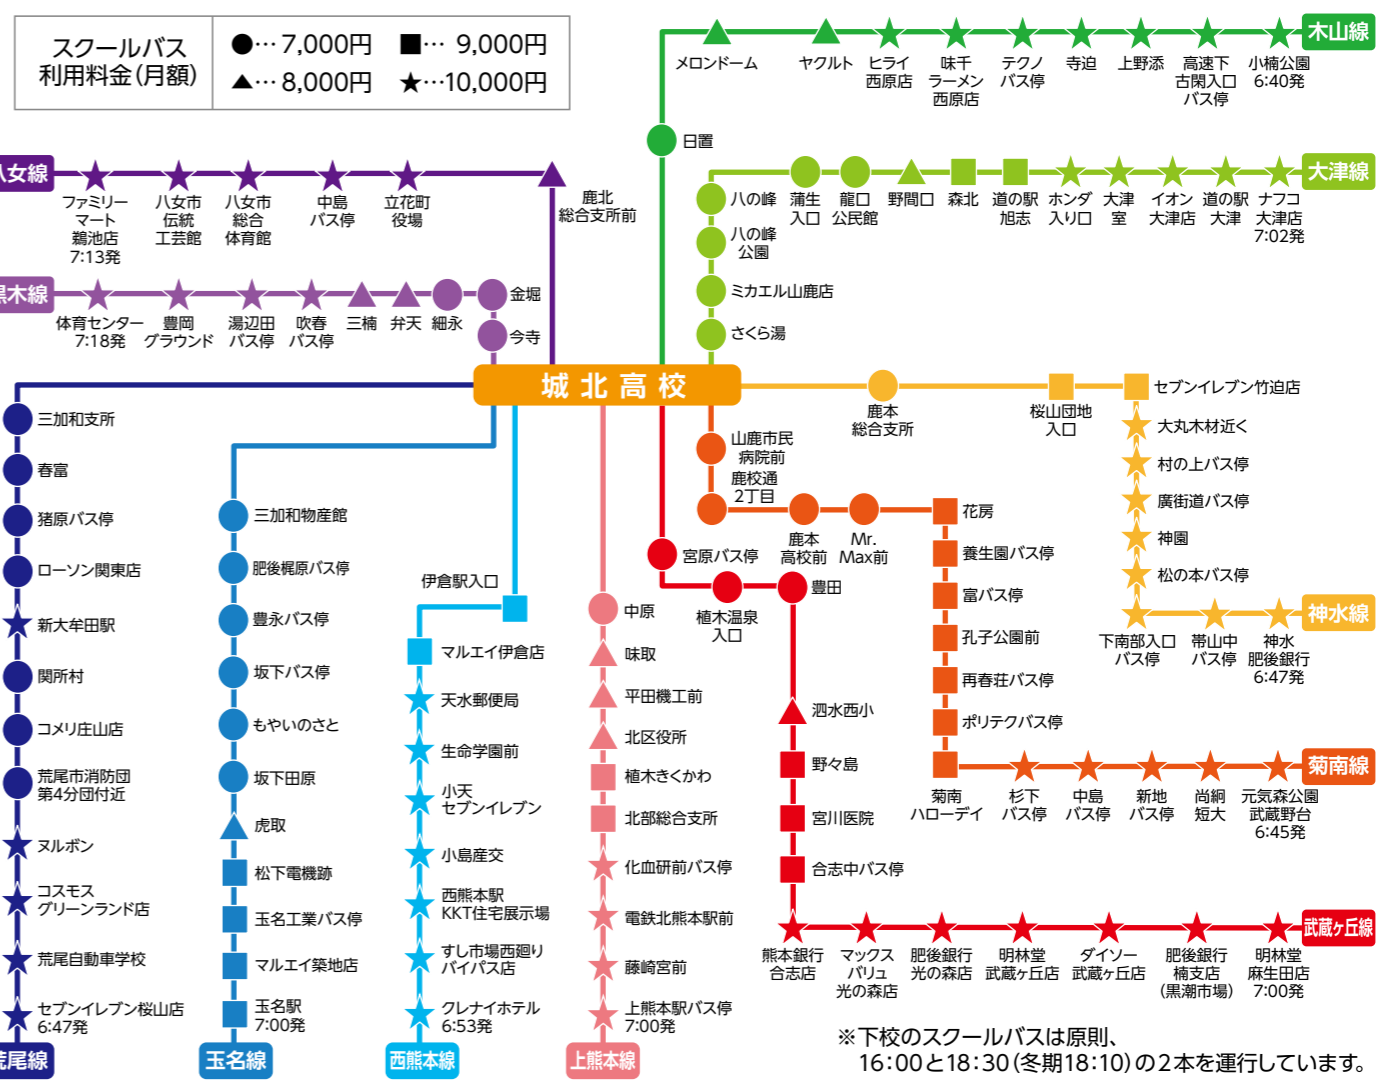 スクールバス
利用料金(月額)
●…7,000円 ■…9,000円
▲…8,000円 ★…10,000円
木山線
メロンドーム
ヤクルト
ヒライ
西原店
味千
ラーメン
西原店
テクノ
バス停
寺迫
上野添
高速下
古閑入口
バス停
小楠公園
6:40発
日置
大津線
八の峰
蒲生
入口
龍口
公民館
野間口
森北
道の駅
旭志
ホンダ
入り口
大津
室
イオン
大津店
道の駅
大津
ナフコ
大津店
7:02発
八の峰
公園
ミカエル山鹿店
さくら湯
八女線
ファミリー
マート
鵜池店
7:13発
八女市
伝統
工芸館
八女市
総合
体育館
中島
バス停
立花町
役場
鹿北
総合支所前
黒木線
体育センター
7:18発
豊岡
グラウンド
湯辺田
バス停
吹春
バス停
三楠
弁天
細永
金堀
今寺
城北高校
三加和支所
春富
猪原バス停
ローソン関東店
新大牟田駅
関所村
コメリ庄山店
荒尾市消防団
第4分団付近
ヌルボン
コスモス
グリーンランド店
荒尾自動車学校
セブンイレブン桜山店
6:47発
荒尾線
三加和物産館
肥後梶原バス停
豊永バス停
坂下バス停
もやいのさと
坂下田原
虎取
松下電機跡
玉名工業バス停
マルエイ築地店
玉名駅
7:00発
玉名線
伊倉駅入口
マルエイ伊倉店
天水郵便局
生命学園前
小天
セブンイレブン
小島産交
西熊本駅
KKT住宅展示場
すし市場西廻り
バイパス店
クレナイホテル
6:53発
西熊本線
中原
味取
平田機工前
北区役所
植木きくかわ
北部総合支所
化血研前バス停
電鉄北熊本駅前
藤崎宮前
上熊本駅バス停
7:00発
上熊本線
宮原バス停
植木温泉
入口
豊田
泗水西小
野々島
宮川医院
合志中バス停
熊本銀行
合志店
マックス
バリュ
光の森店
肥後銀行
光の森店
明林堂
武蔵ヶ丘店
ダイソー
武蔵ヶ丘店
肥後銀行
楠支店
(黒潮市場)
明林堂
麻生田店
7:00発
武蔵ヶ丘線
山鹿市民
病院前
鹿校通
2丁目
鹿本
高校前
Mr.
Max前
花房
養生園バス停
富バス停
孔子公園前
再春荘バス停
ポリテクバス停
菊南
ハローデイ
杉下
バス停
中島
バス停
新地
バス停
尚絅
短大
元気森公園
武蔵野台
6:45発
菊南線
鹿本
総合支所
桜山団地
入口
セブンイレブン竹迫店
大丸木材近く
村の上バス停
廣街道バス停
神園
松の本バス停
下南部入口
バス停
帯山中
バス停
神水
肥後銀行
6:47発
神水線
※下校のスクールバスは原則、
16:00と18:30(冬期18:10)の2本を運行しています。